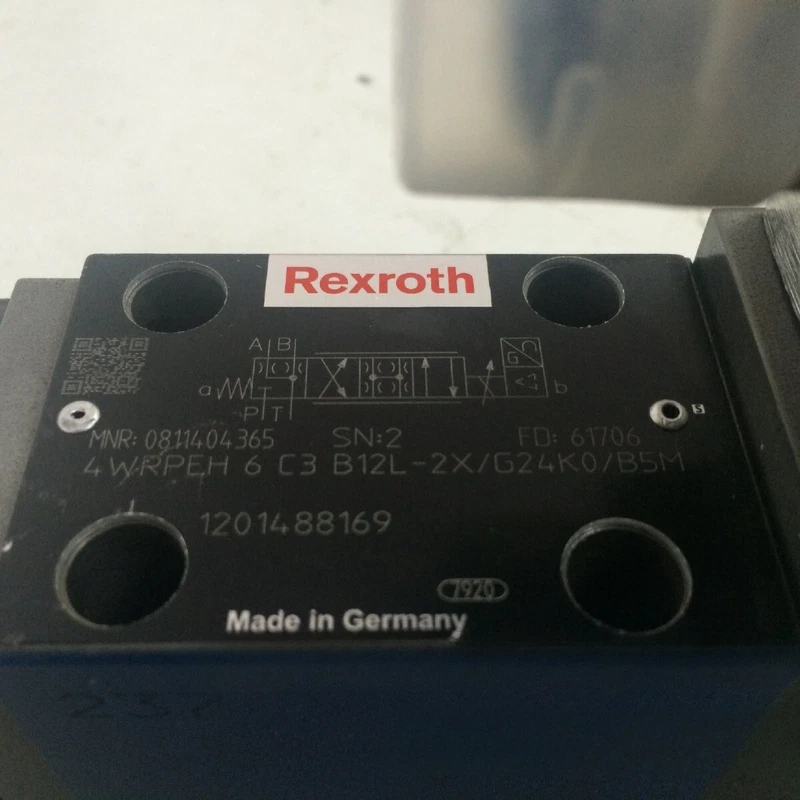 Rexroth
A B
G
a b
P T
MNR: 0811404365 SN:2 FD: 61706
4WRPEH 6 C3 B12L-2X/G24K0/B5M
1201488169
7920
Made in Germany
237